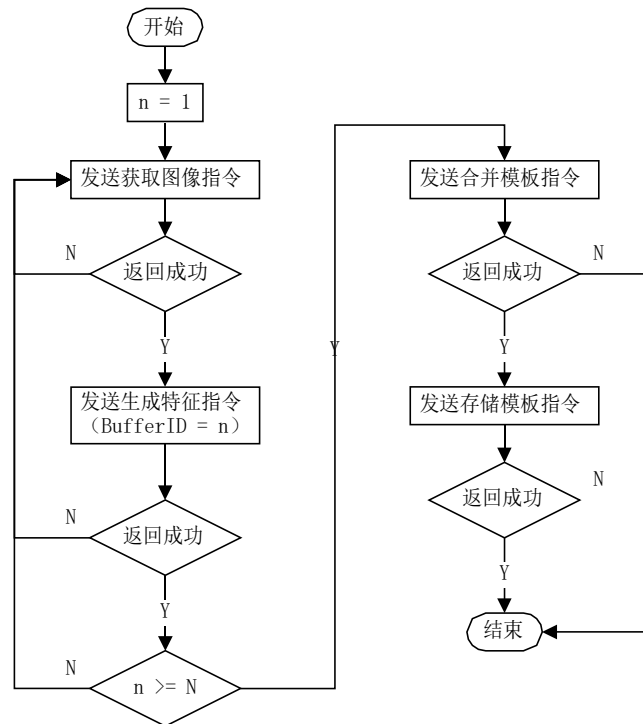 开始
n = 1
发送获取图像指令
N
返回成功
Y
发送生成特征指令
（BufferID = n）
N
返回成功
Y
N
n >= N
Y
发送合并模板指令
N
返回成功
Y
发送存储模板指令
N
返回成功
Y
结束